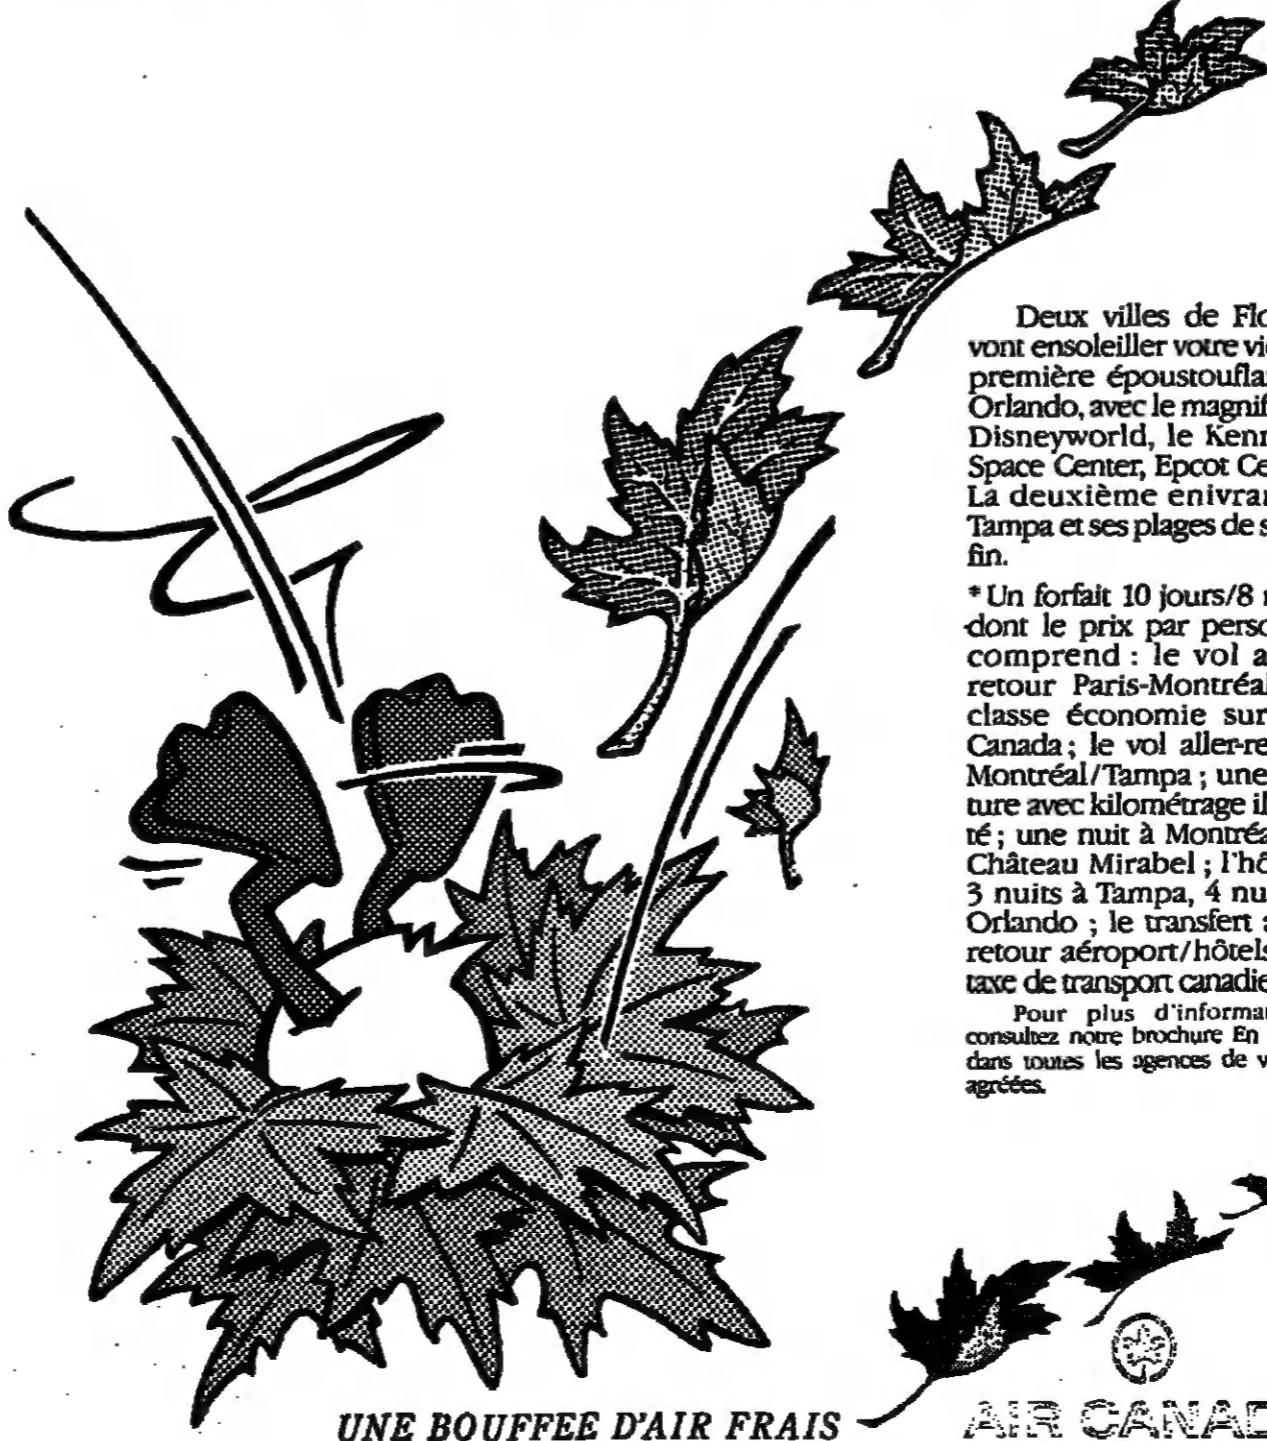 Deux villes de Flo
vont ensoleiller votre vie
première époustoufla
Orlando, avec le magnif
Disneyworld, le Kenn
Space Center, Epcot Ce
La deuxième enivran
Tampa et ses plages de s
fin.
* Un forfait 10 jours/8 n
dont le prix par perso
comprend : le vol a
retour Paris-Montréal
classe économie sur
Canada ; le vol aller-re
Montréal/Tampa ; une
ture avec kilométrage il
té ; une nuit à Montréa
Château Mirabel ; l'hô
3 nuits à Tampa, 4 nu
Orlando ; le transfert a
retour aéroport/hôtels
taxe de transport canadie
Pour plus d'informa
consultez notre brochure En
dans toutes les agences de v
agréées.
UNE BOUFFEE D'AIR FRAIS
AIR CANAD